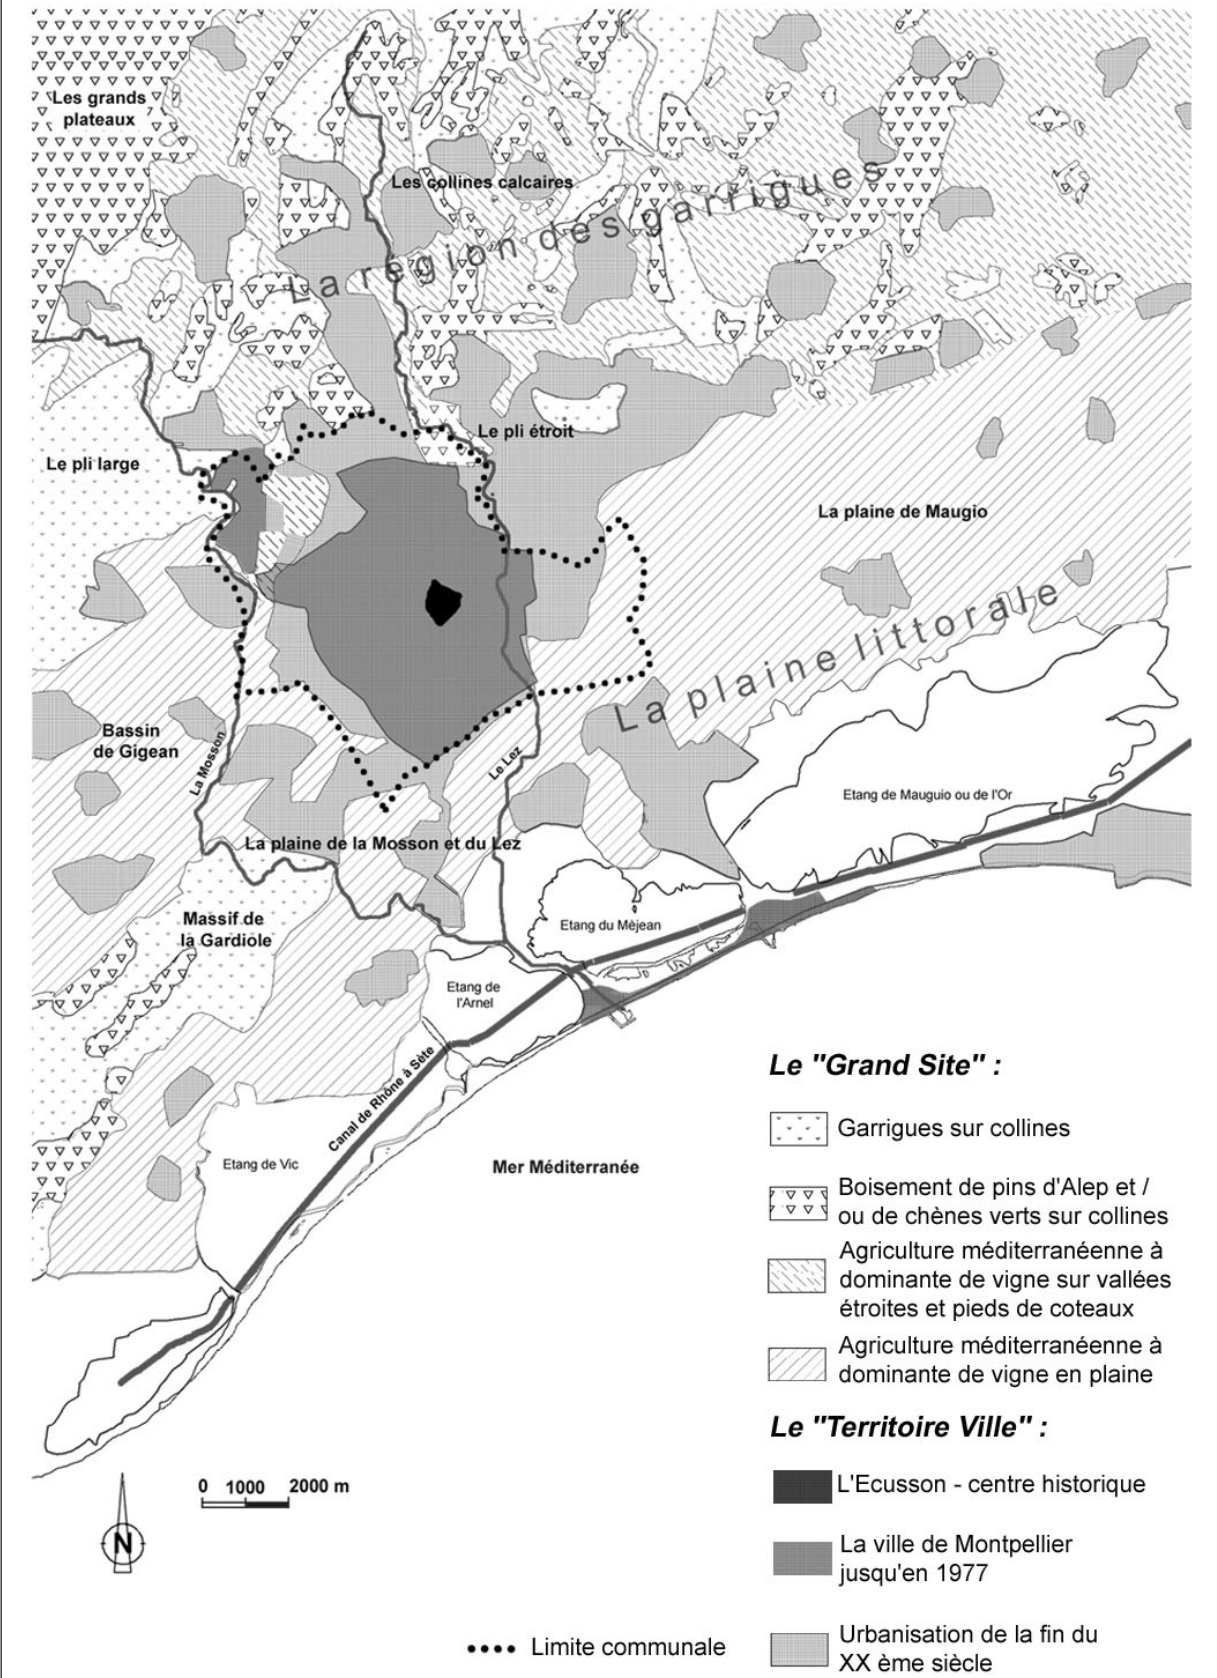 Les grands
plateaux
Les collines calcaires
La région des garrigues
Le pli étroit
Le pli large
La plaine de Maugio
La plaine littorale
Bassin
de Gigean
La Mosson
Le Lez
Etang de Mauguio ou de l'Or
La plaine de la Mosson et du Lez
Massif de
la Gardiole
Etang du Mèjean
Etang de
l'Arnel
Canal de Rhône à Sète
Etang de Vic
Mer Méditerranée
Le "Grand Site" :
Garrigues sur collines
Boisement de pins d'Alep et /
ou de chènes verts sur collines
Agriculture méditerranéenne à
dominante de vigne sur vallées
étroites et pieds de coteaux
Agriculture méditerranéenne à
dominante de vigne en plaine
Le "Territoire Ville" :
L'Ecusson - centre historique
La ville de Montpellier
jusqu'en 1977
Urbanisation de la fin du
XX ème siècle
0 1000 2000 m
N
Limite communale